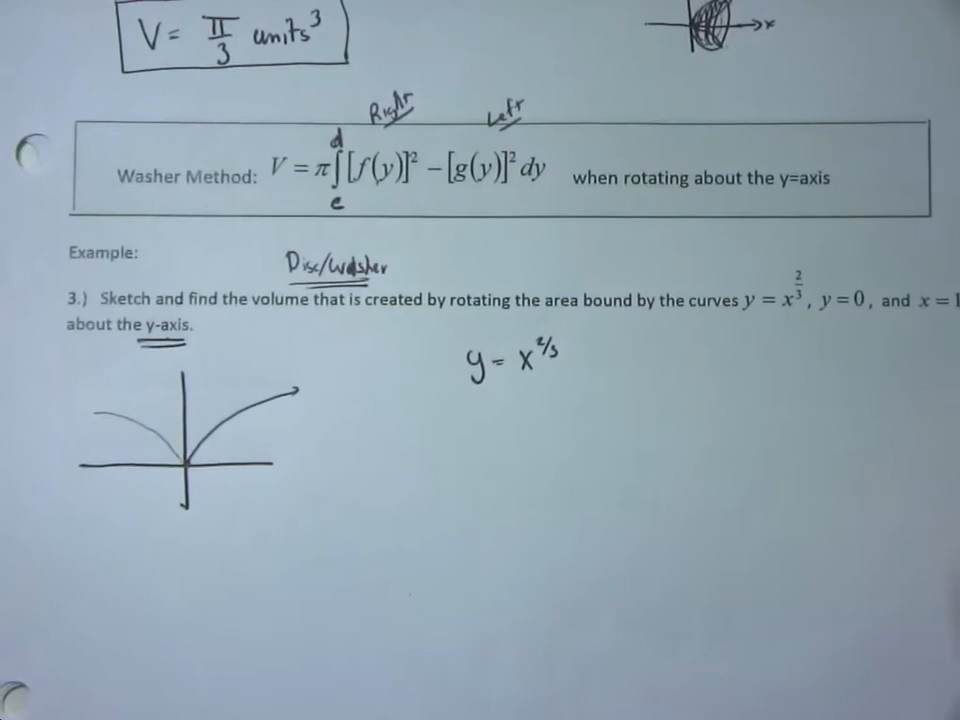 V = π/3 units³
x
Right Left
Washer Method: V = π∫[f(y)]² − [g(y)]² dy when rotating about the y=axis
d
c
Example:
Disc/Washer
3.) Sketch and find the volume that is created by rotating the area bound by the curves y = x^(2/3), y = 0, and x = 1
about the y-axis.
y = x^(2/3)